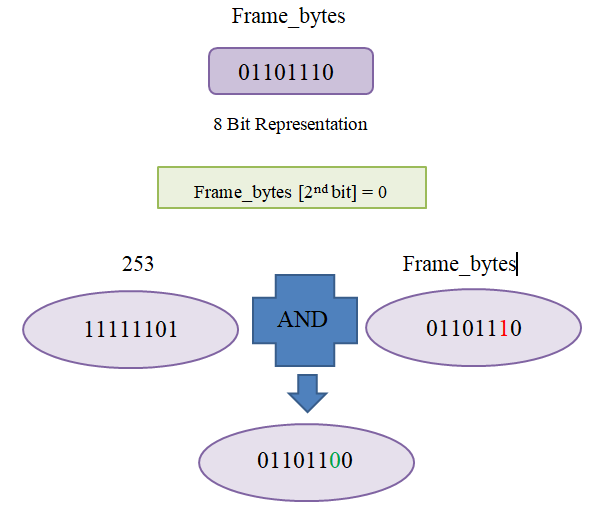 Frame_bytes
01101110
8 Bit Representation
Frame_bytes [2nd bit] = 0
253
Frame_bytes
11111101
AND
01101110
01101100